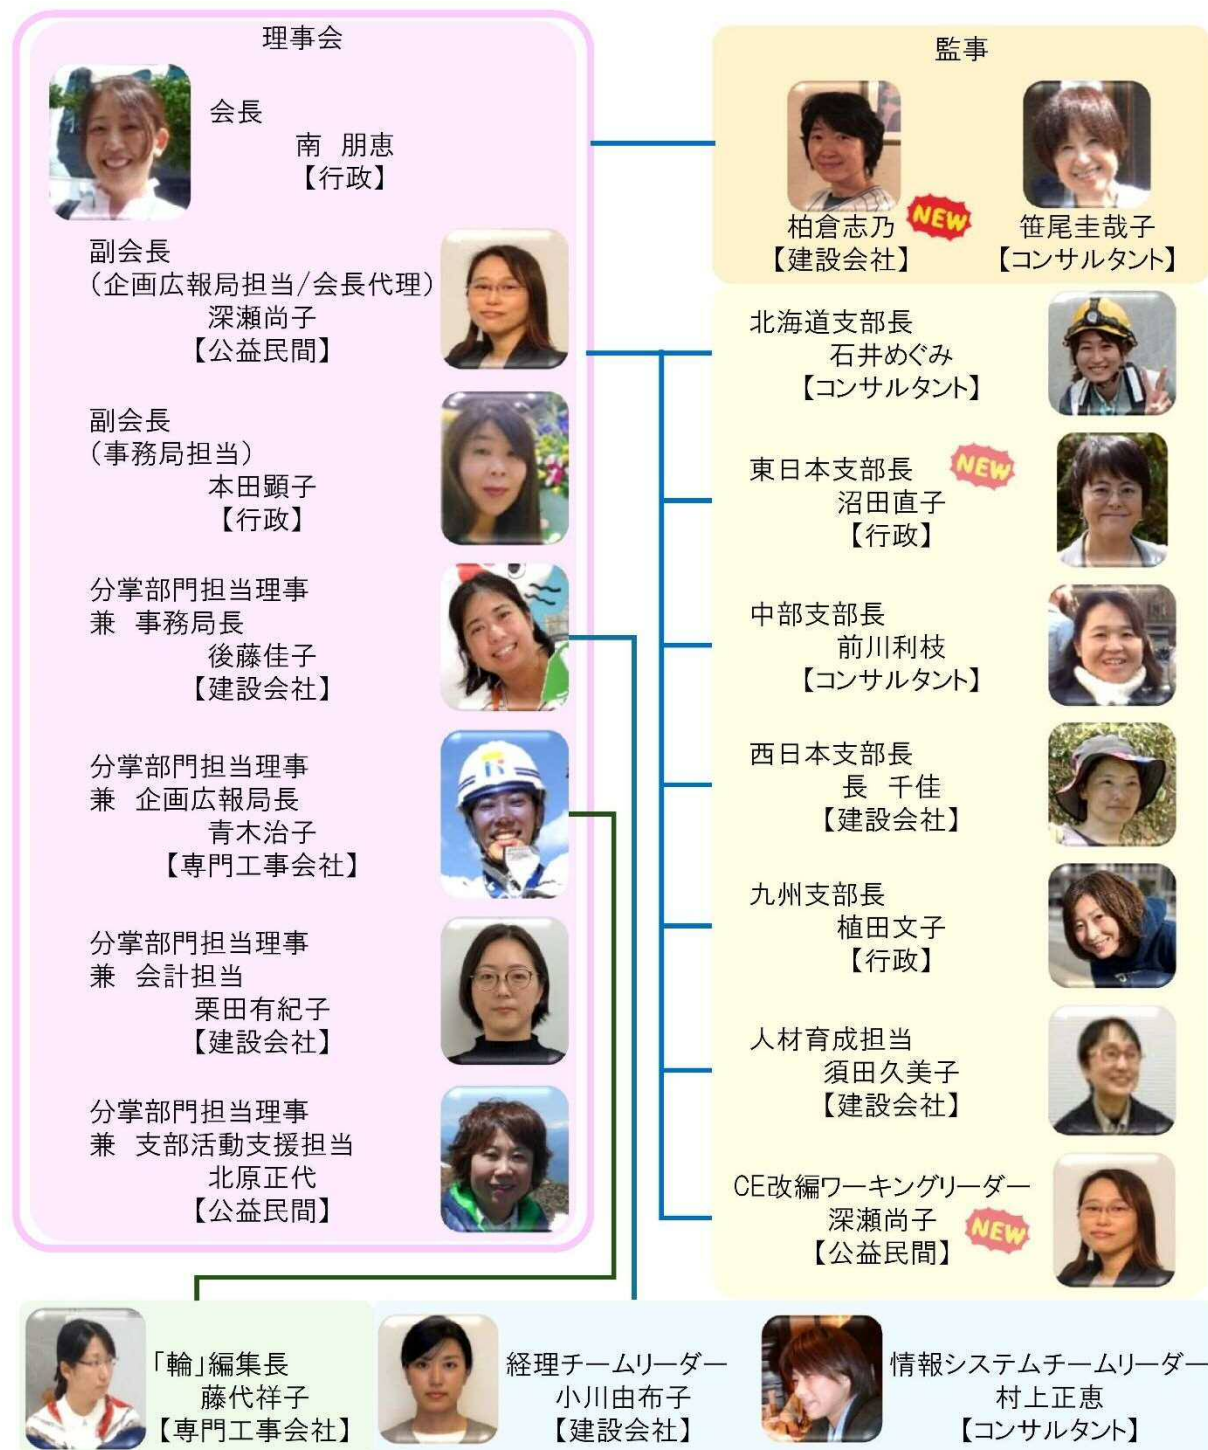 理事会
会長
南　朋恵
【行政】
副会長
（企画広報局担当/会長代理）
深瀬尚子
【公益民間】
副会長
（事務局担当）
本田顕子
【行政】
分掌部門担当理事
兼　事務局長
後藤佳子
【建設会社】
分掌部門担当理事
兼　企画広報局長
青木治子
【専門工事会社】
分掌部門担当理事
兼　会計担当
栗田有紀子
【建設会社】
分掌部門担当理事
兼　支部活動支援担当
北原正代
【公益民間】
監事
柏倉志乃
NEW
【建設会社】
笹尾圭哉子
【コンサルタント】
北海道支部長
石井めぐみ
【コンサルタント】
東日本支部長
NEW
沼田直子
【行政】
中部支部長
前川利枝
【コンサルタント】
西日本支部長
長　千佳
【建設会社】
九州支部長
植田文子
【行政】
人材育成担当
須田久美子
【建設会社】
CE改編ワーキングリーダー
深瀬尚子
NEW
【公益民間】
「輪」編集長
藤代祥子
【専門工事会社】
経理チームリーダー
小川由布子
【建設会社】
情報システムチームリーダー
村上正恵
【コンサルタント】